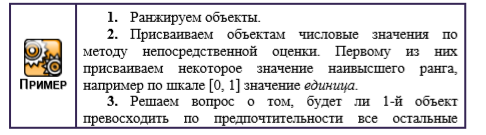 1. Ранжируем объекты.
2. Присваиваем объектам числовые значения по
методу непосредственной оценки. Первому из них
присваиваем некоторое значение наивысшего ранга,
например по шкале [0, 1] значение единица.
3. Решаем вопрос о том, будет ли 1-й объект
превосходить по предпочтительности все остальные
ПРИМЕР